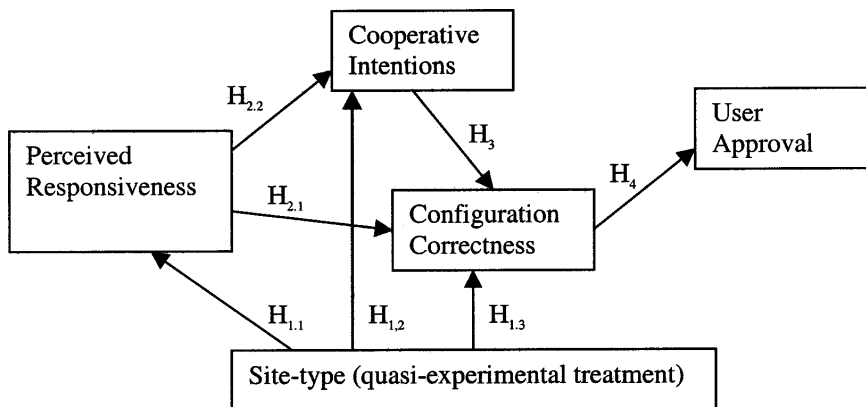 Cooperative
Intentions
H2.2
User
Approval
H3
Perceived
Responsiveness
H4
H2.1
Configuration
Correctness
H1.1
H1,2
H1.3
Site-type (quasi-experimental treatment)